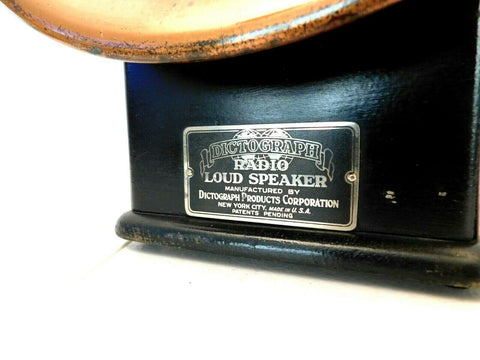 DICTOGRAPH
RADIO
LOUD SPEAKER
MANUFACTURED BY
DICTOGRAPH PRODUCTS CORPORATION
NEW YORK CITY, MADE IN U.S.A.
PATENTS PENDING